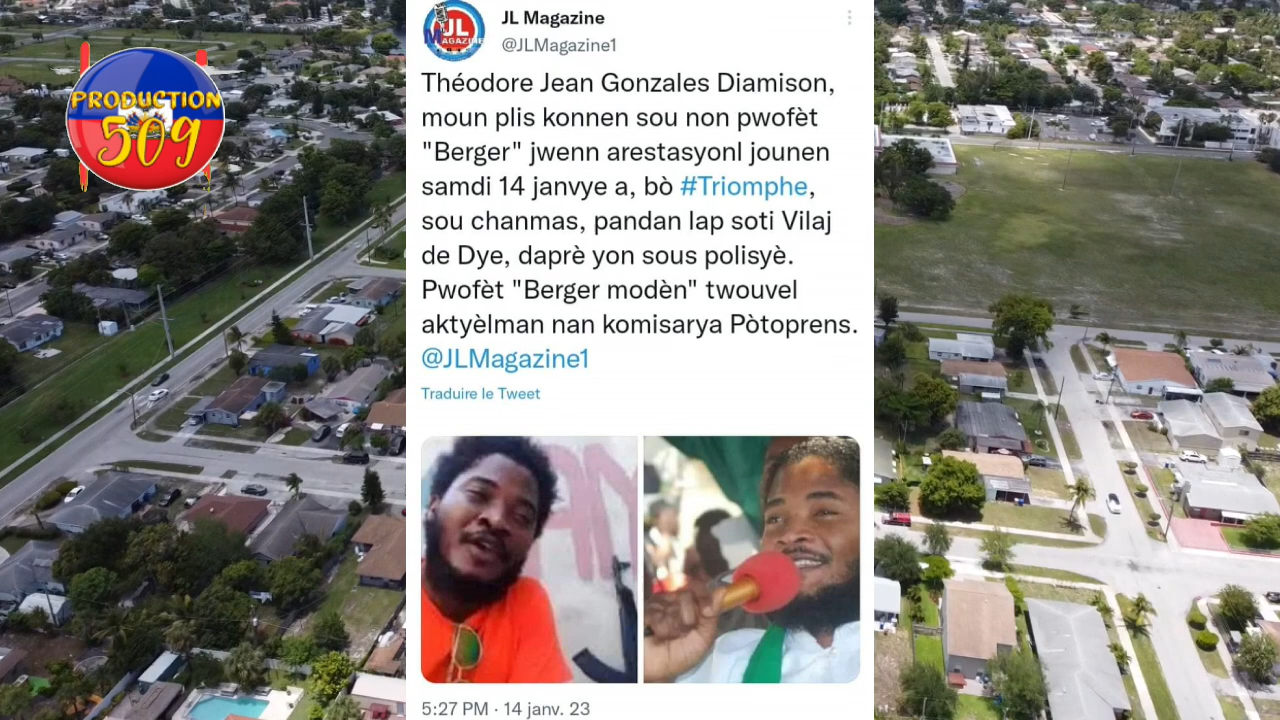 PRODUCTION
509
JL
MAGAZINE
JL Magazine
@JLMagazine1
Théodore Jean Gonzales Diamison,
moun plis konnen sou non pwofèt
"Berger" jwenn arestasyonl jounen
samdi 14 janvye a, bò #Triomphe,
sou chanmas, pandan lap soti Vilaj
de Dye, daprè yon sous polisyè.
Pwofèt "Berger modèn" twouvel
aktyèlman nan komisarya Pòtoprens.
@JLMagazine1
Traduire le Tweet
5:27 PM · 14 janv. 23